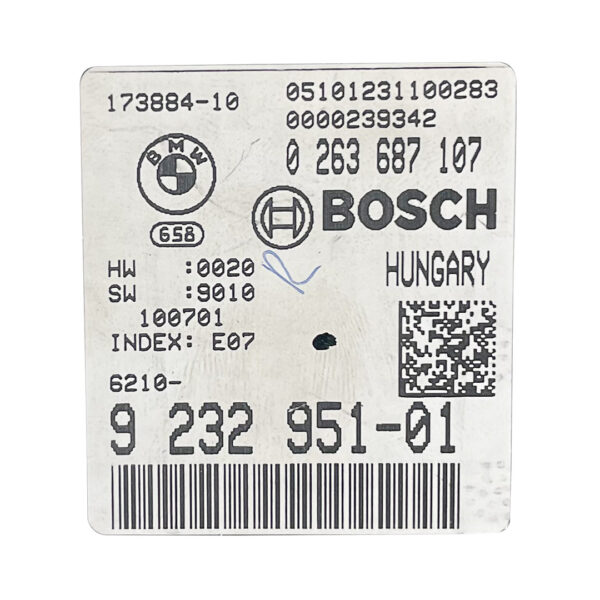 173884-10
05101231100283
0000239342
0 263 687 107
BMW
658
BOSCH
HW :0020
SW :9010
100701
INDEX: E07
R
HUNGARY
6210-
9 232 951-01